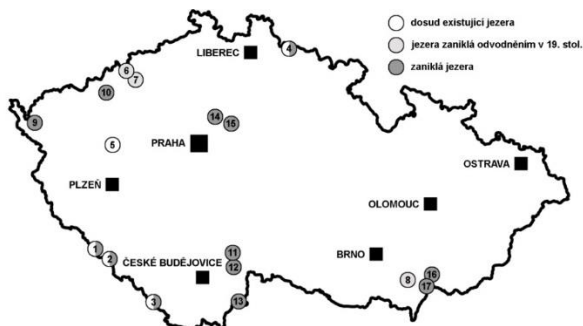 dosud existující jezera
jezera zaniklá odvodněním v 19. stol.
zaniklá jezera
LIBEREC
4
6
7
10
9
14
15
5
PRAHA
OSTRAVA
PLZEŇ
OLOMOUC
1
2
11
ČESKÉ BUDĚJOVICE
12
BRNO
3
13
8
16
17